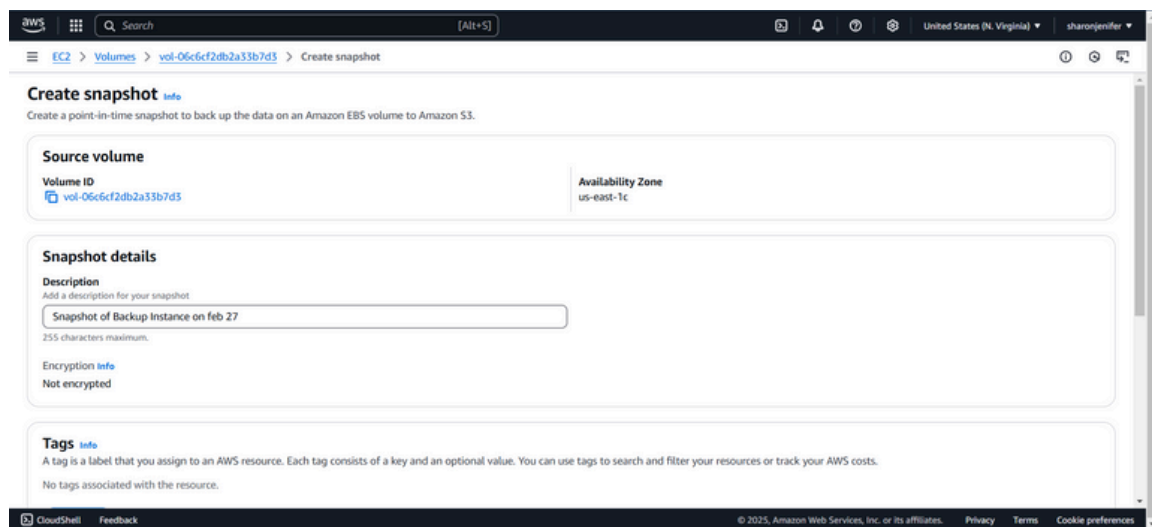 aws Search [Alt+S] United States (N. Virginia) ▼ sharonjenifer ▼
EC2 > Volumes > vol-06c6cf2db2a33b7d3 > Create snapshot
Create snapshot Info
Create a point-in-time snapshot to back up the data on an Amazon EBS volume to Amazon S3.
Source volume
Volume ID Availability Zone
vol-06c6cf2db2a33b7d3 us-east-1c
Snapshot details
Description
Add a description for your snapshot
Snapshot of Backup Instance on feb 27
255 characters maximum.
Encryption Info
Not encrypted
Tags Info
A tag is a label that you assign to an AWS resource. Each tag consists of a key and an optional value. You can use tags to search and filter your resources or track your AWS costs.
No tags associated with the resource.
CloudShell Feedback © 2025, Amazon Web Services, Inc. or its affiliates. Privacy Terms Cookie preferences